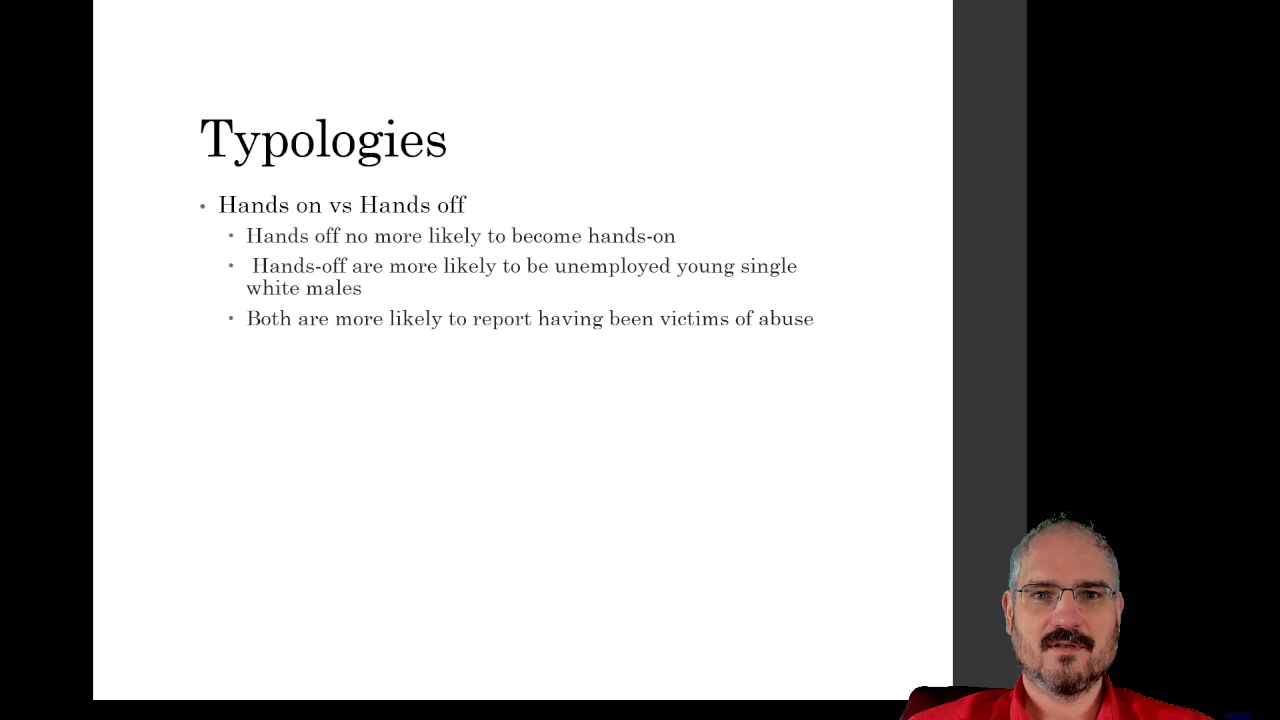 Typologies
• Hands on vs Hands off
• Hands off no more likely to become hands-on
• Hands-off are more likely to be unemployed young single
white males
• Both are more likely to report having been victims of abuse